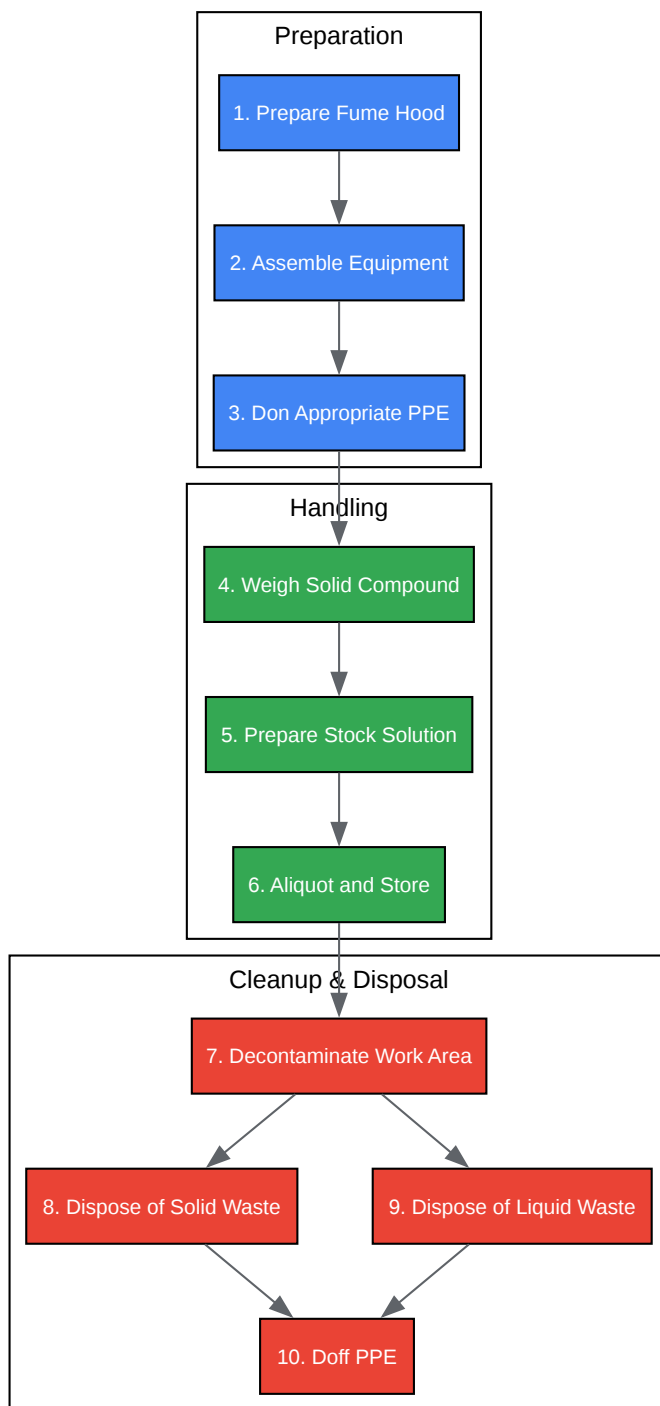 Preparation
1. Prepare Fume Hood
2. Assemble Equipment
3. Don Appropriate PPE
Handling
4. Weigh Solid Compound
5. Prepare Stock Solution
6. Aliquot and Store
Cleanup & Disposal
7. Decontaminate Work Area
8. Dispose of Solid Waste
9. Dispose of Liquid Waste
10. Doff PPE